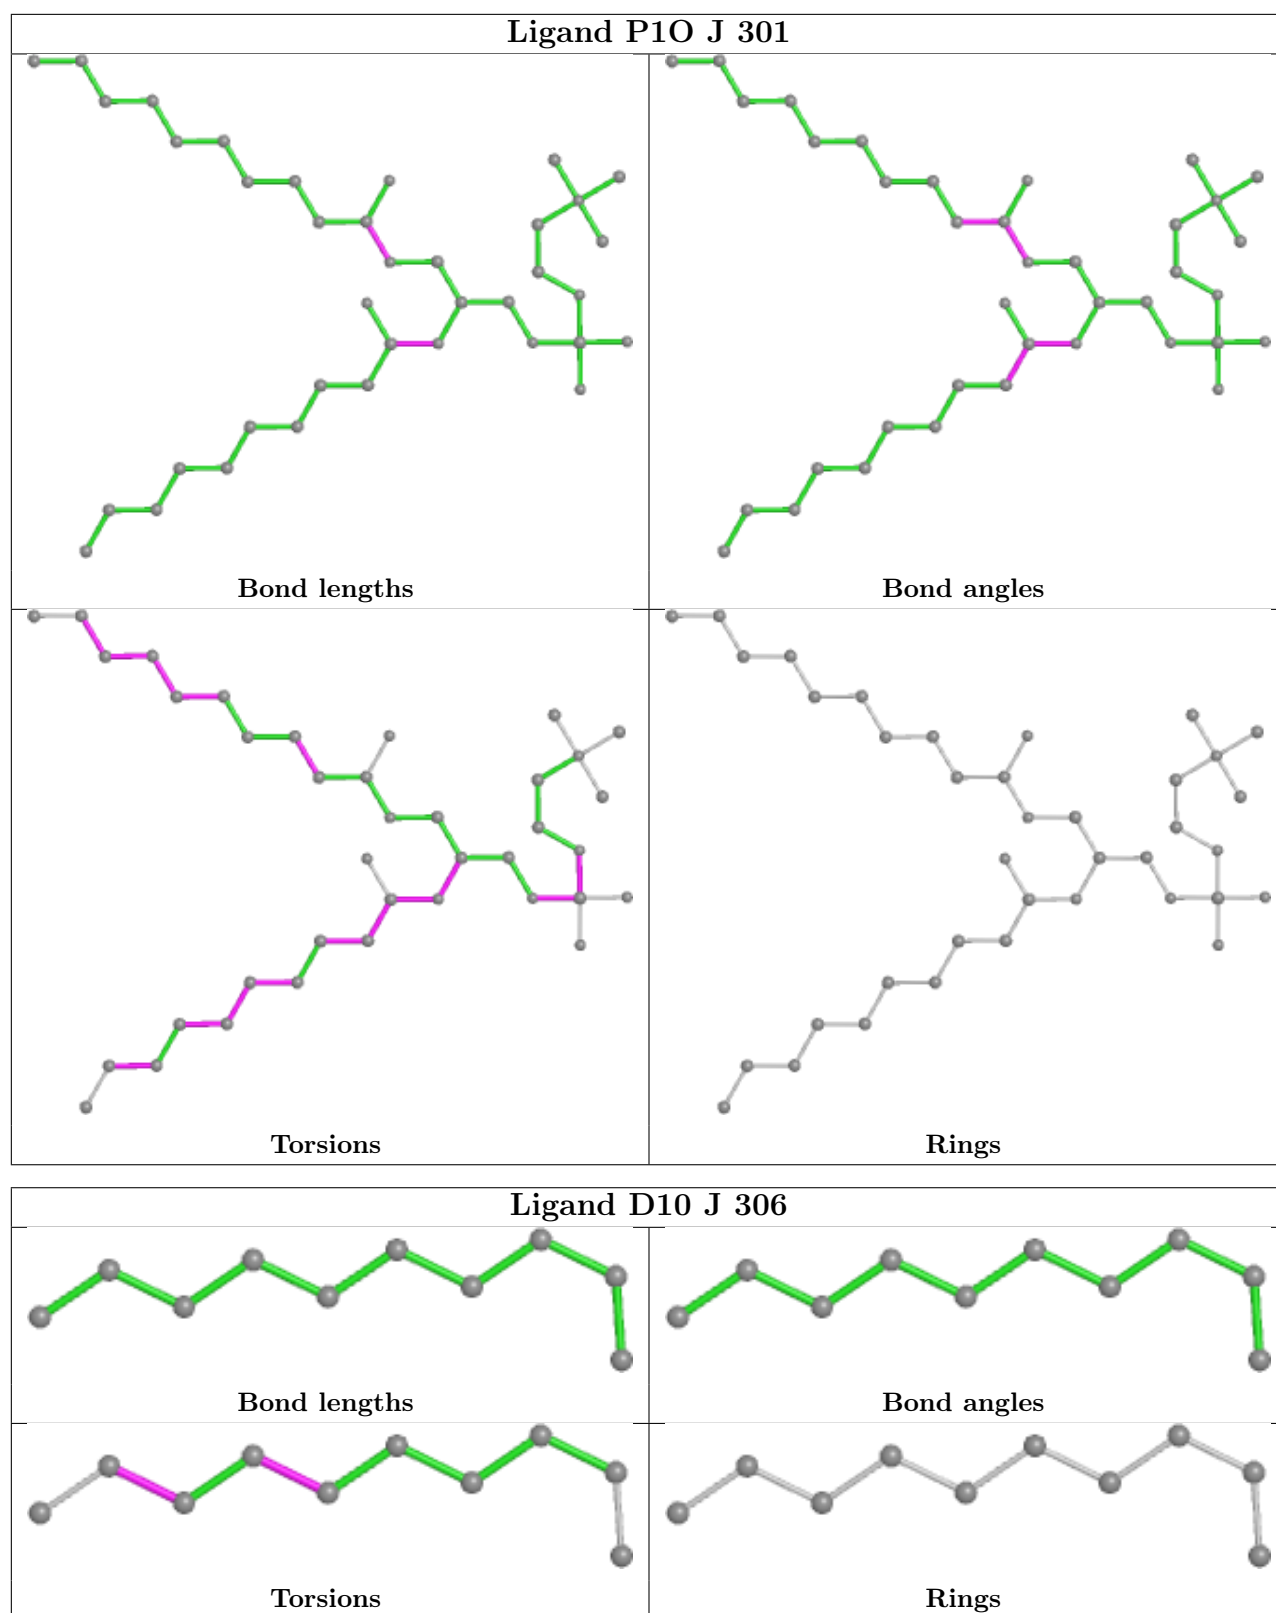 Ligand P1O J 301
Bond lengths
Bond angles
Torsions
Rings
Ligand D10 J 306
Bond lengths
Bond angles
Torsions
Rings